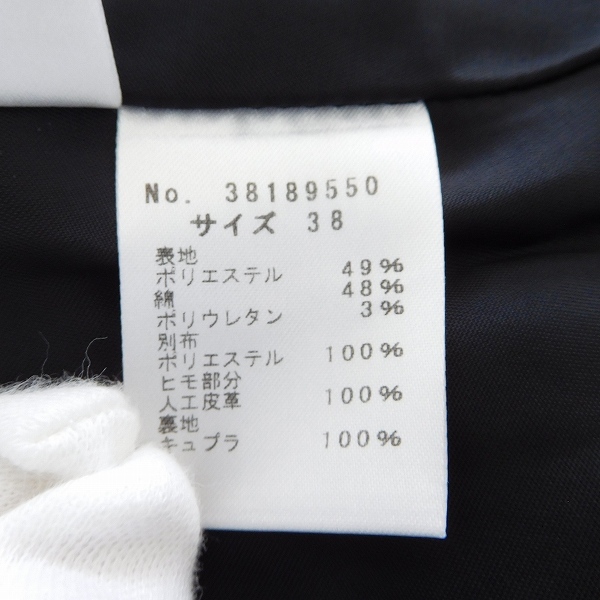 No. 38189550
サイズ 38
表地
ポリエステル 49%
綿 48%
ポリウレタン 3%
別布
ポリエステル 100%
ヒモ部分
人工皮革 100%
裏地
キュプラ 100%